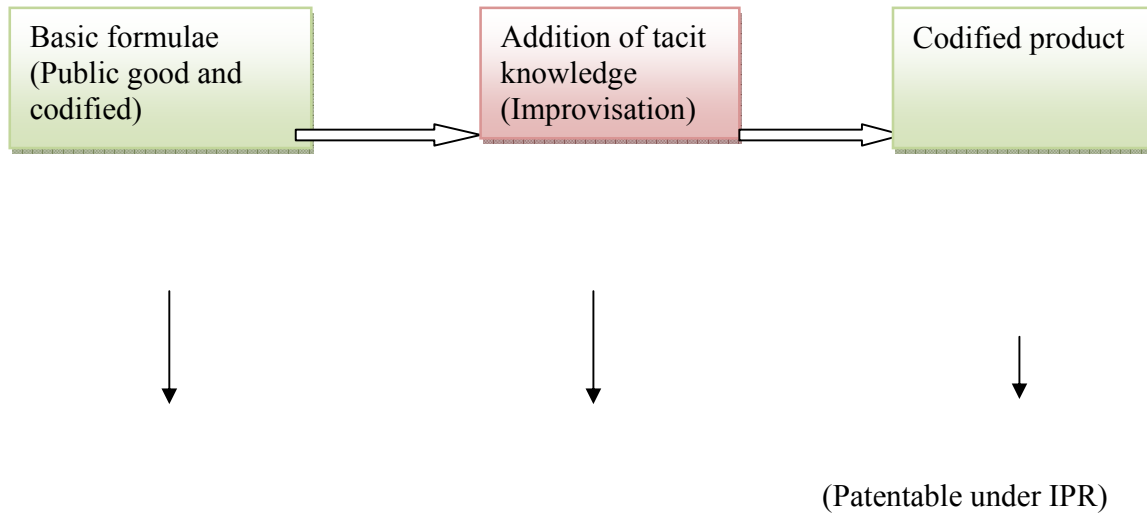 Basic formulae
(Public good and
codified)
Addition of tacit
knowledge
(Improvisation)
Codified product
(Patentable under IPR)